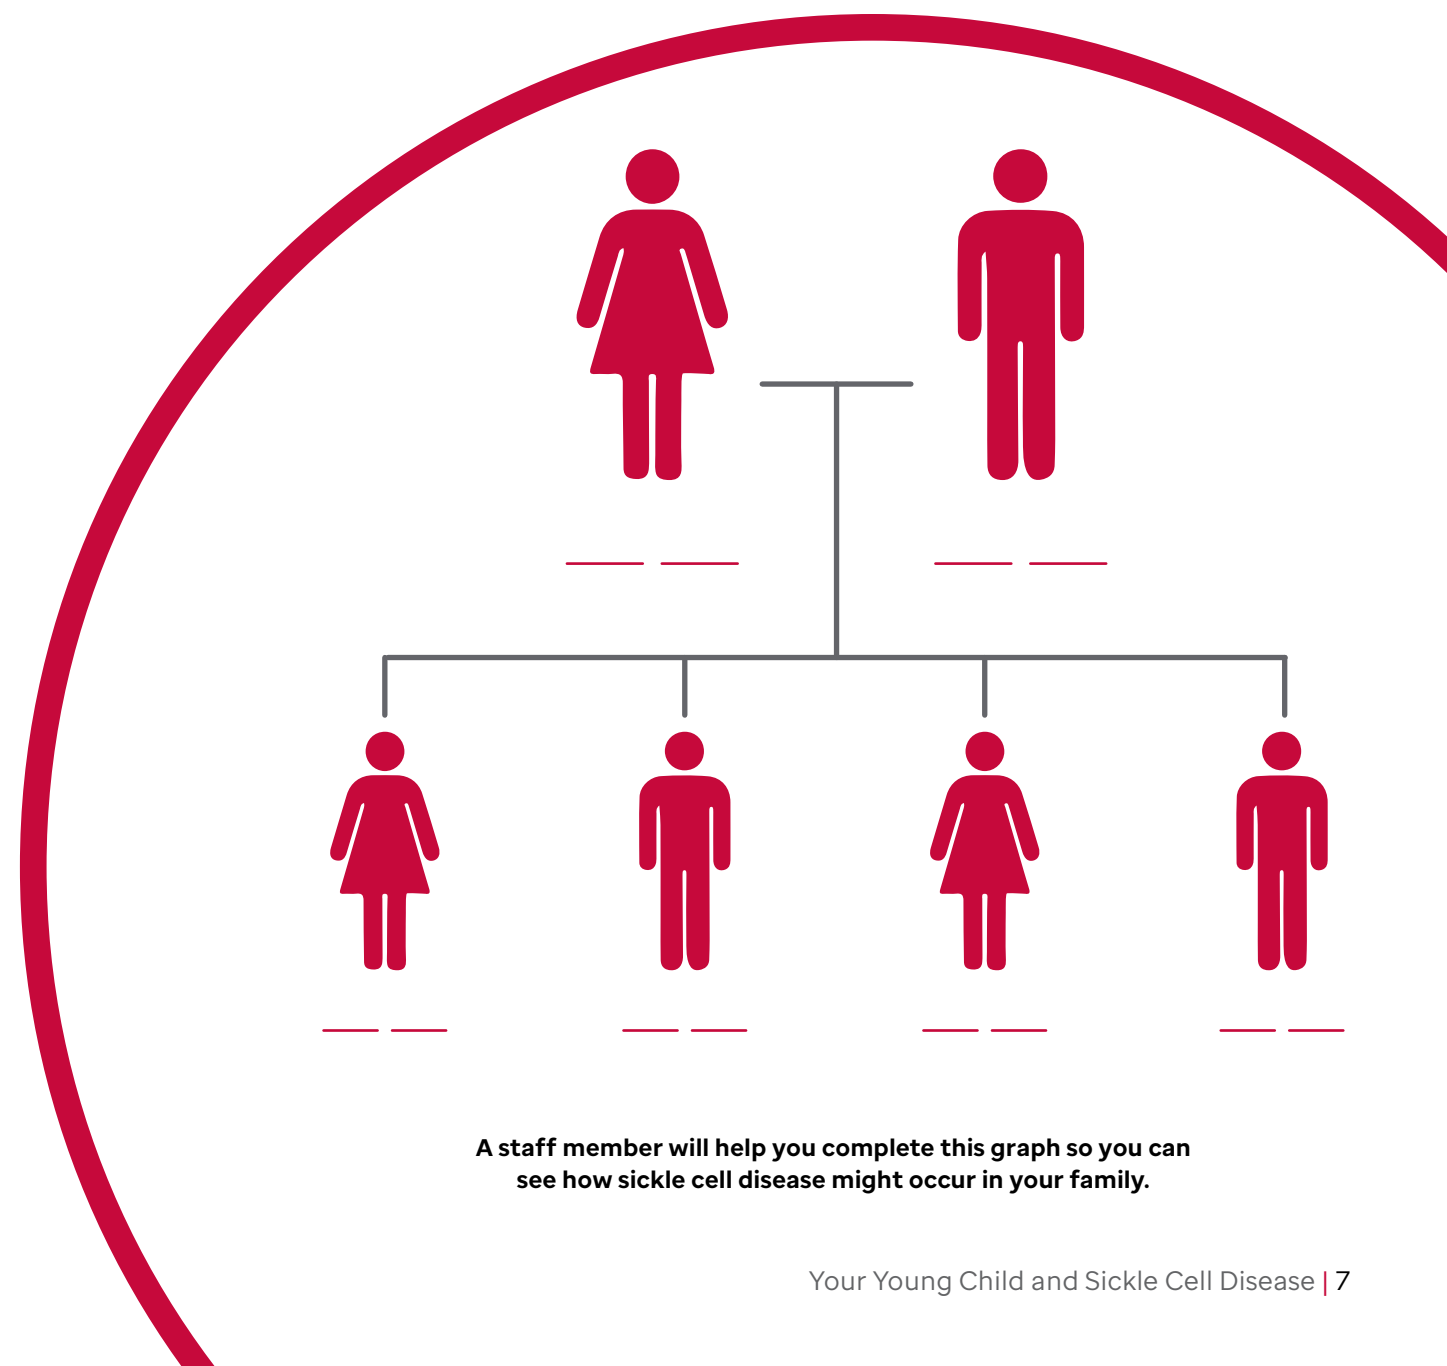 A staff member will help you complete this graph so you can
see how sickle cell disease might occur in your family.
Your Young Child and Sickle Cell Disease | 7